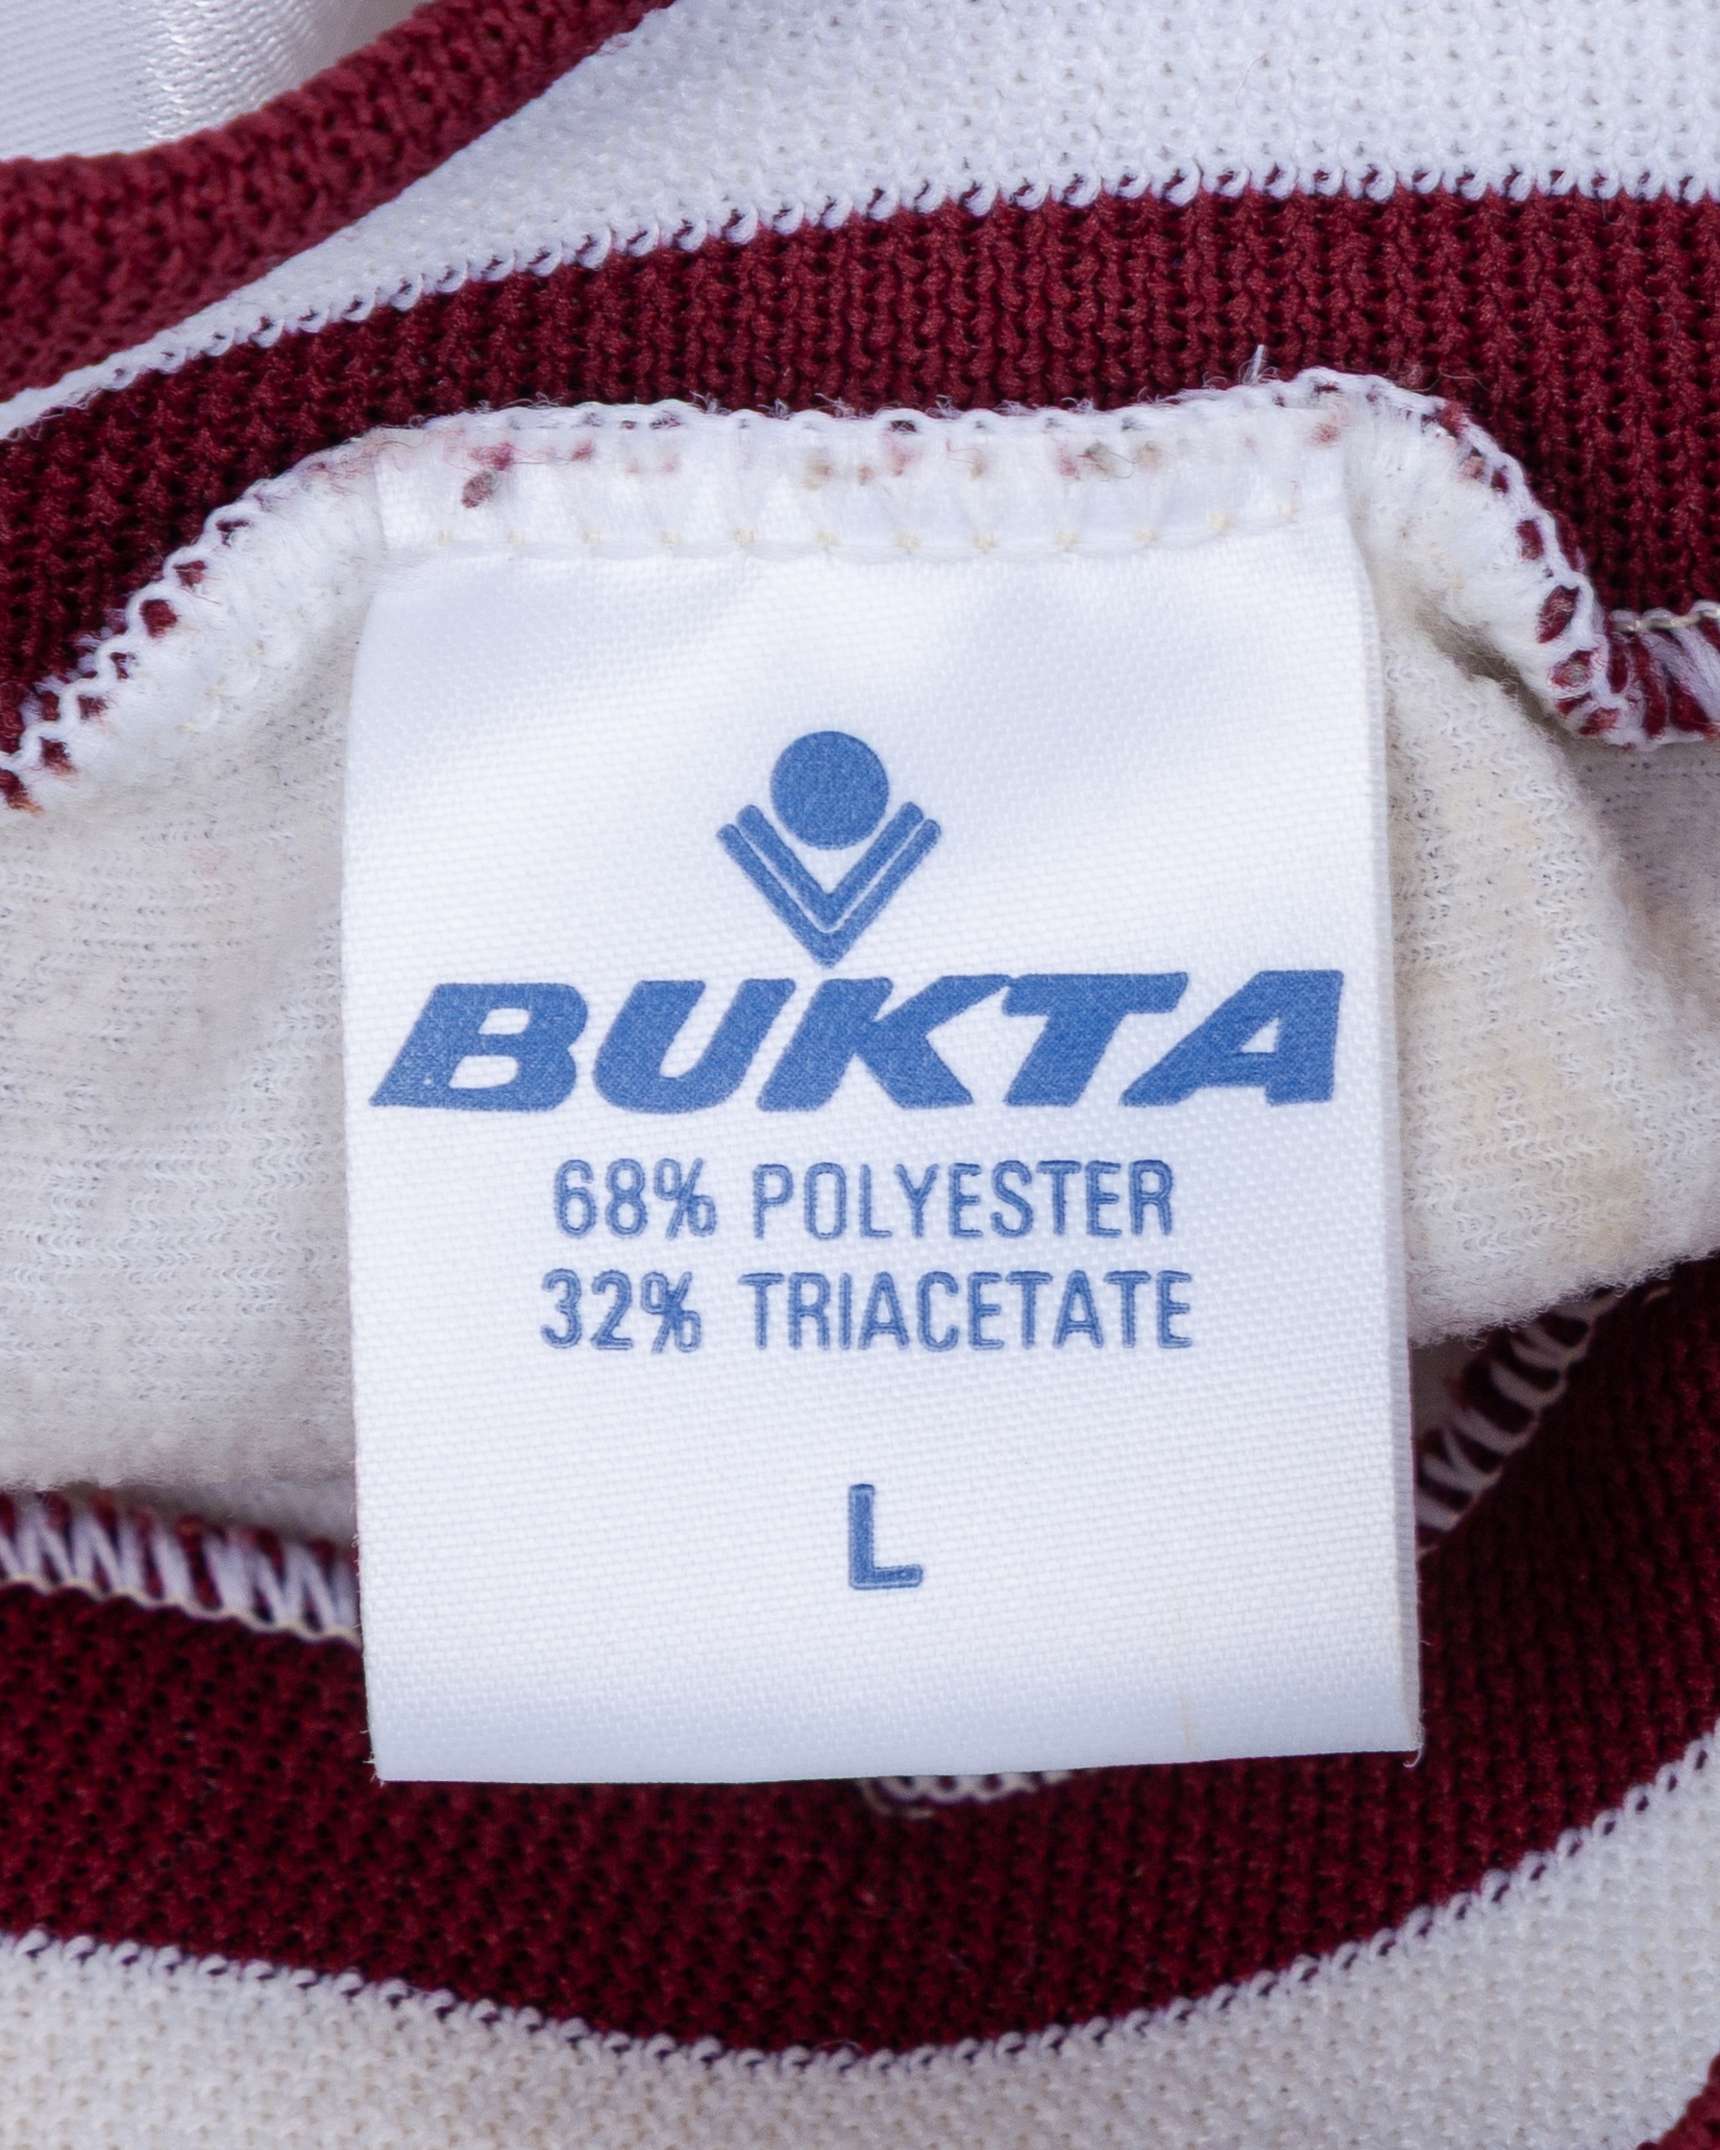 BUKTA
68% POLYESTER
32% TRIACETATE
L